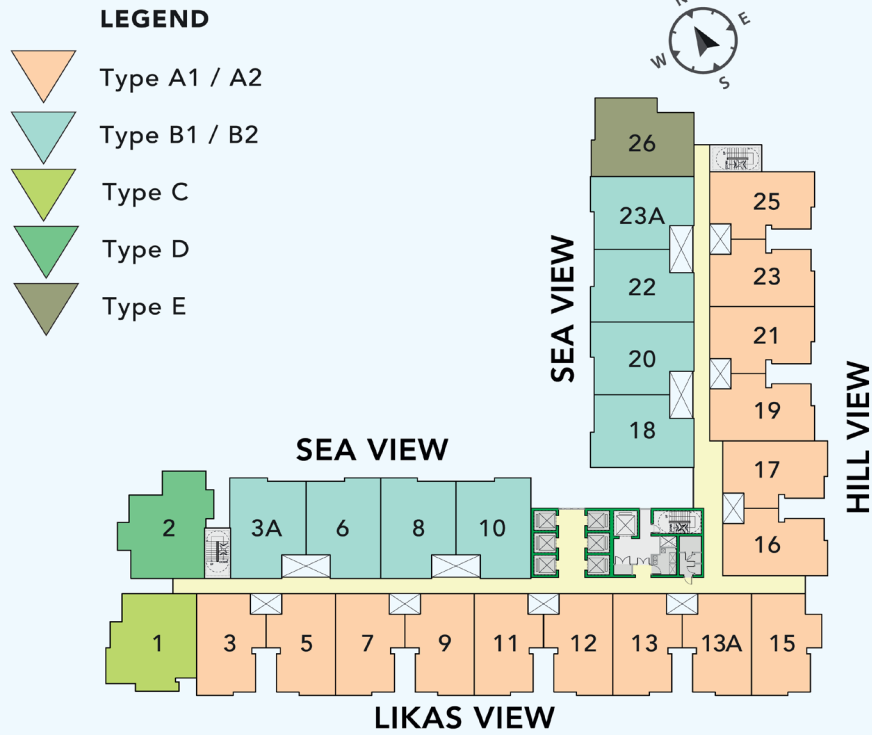 LEGEND
Type A1 / A2
Type B1 / B2
Type C
Type D
Type E
N
E
W
S
26
25
23A
23
22
21
20
19
18
17
16
SEA VIEW
HILL VIEW
SEA VIEW
2
3A
6
8
10
1
3
5
7
9
11
12
13
13A
15
LIKAS VIEW